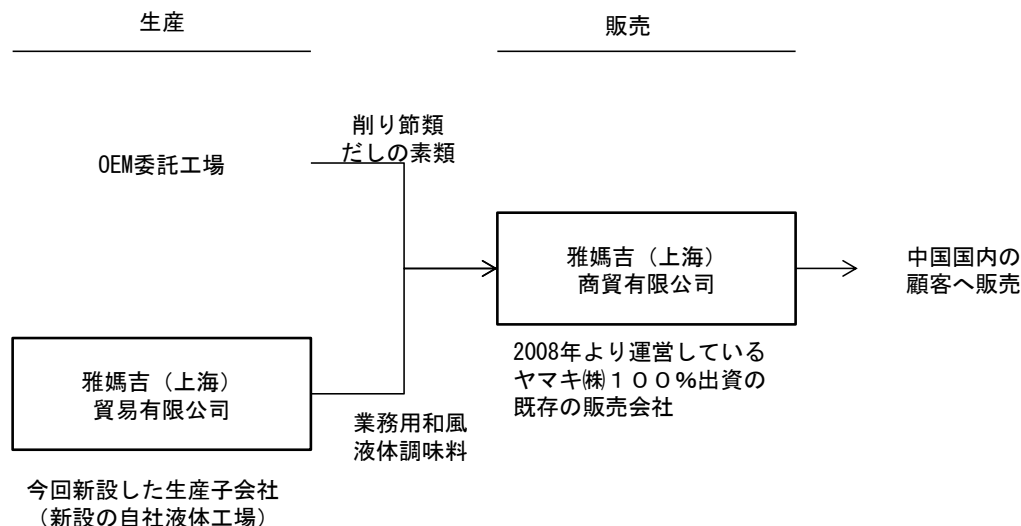 生産
販売
削り節類
だしの素類
OEM委託工場
雅媽吉（上海）
商貿有限公司
中国国内の
顧客へ販売
2008年より運営している
ヤマキ㈱１００％出資の
既存の販売会社
雅媽吉（上海）
貿易有限公司
業務用和風
液体調味料
今回新設した生産子会社
（新設の自社液体工場）